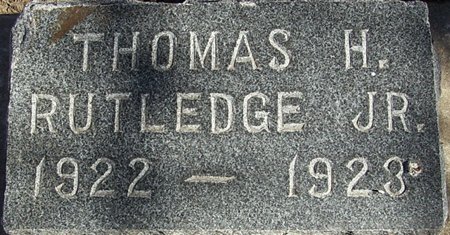 THOMAS H.
RUTLEDGE JR.
1922 — 1923